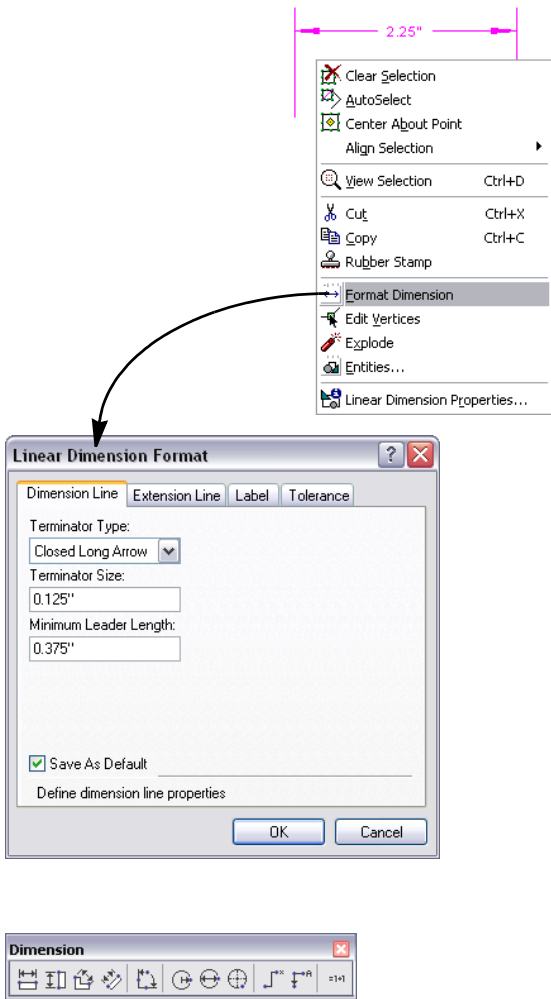 2.25"
Clear Selection
AutoSelect
Center About Point
Align Selection
View Selection Ctrl+D
Cut Ctrl+X
Copy Ctrl+C
Rubber Stamp
Format Dimension
Edit Vertices
Explode
Entities...
Linear Dimension Properties...
Linear Dimension Format
Dimension Line Extension Line Label Tolerance
Terminator Type:
Closed Long Arrow
Terminator Size:
0.125"
Minimum Leader Length:
0.375"
Save As Default
Define dimension line properties
OK Cancel
Dimension
x A =1+1